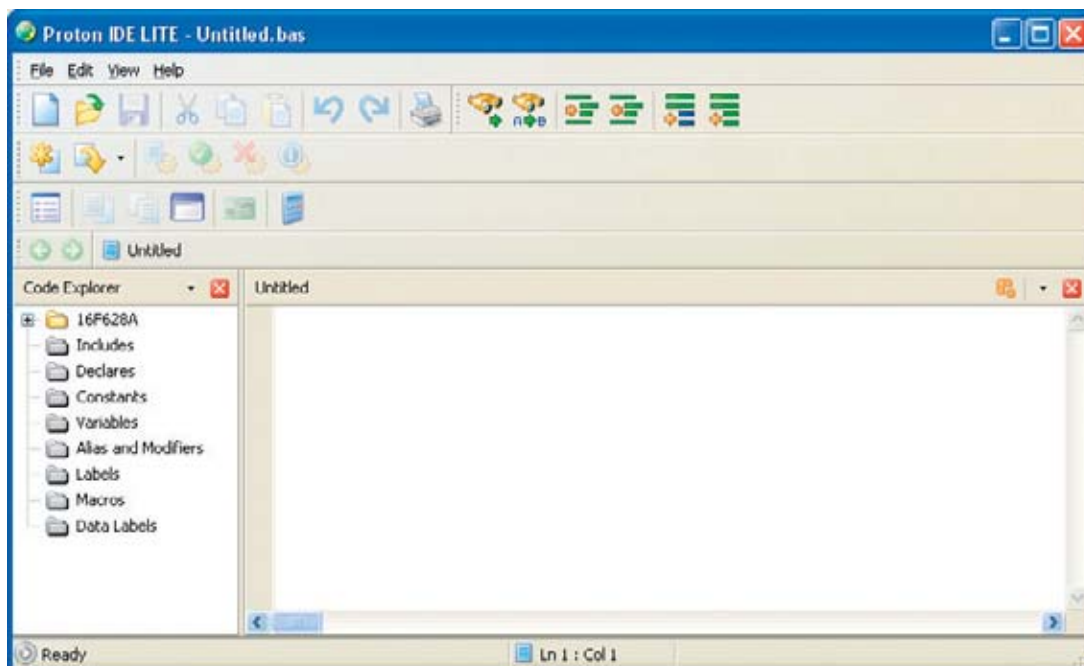 Proton IDE LITE - Untitled.bas
File Edit View Help
Untitled
Code Explorer
Untitled
16F628A
Includes
Declares
Constants
Variables
Alias and Modifiers
Labels
Macros
Data Labels
Ready
Ln 1 : Col 1